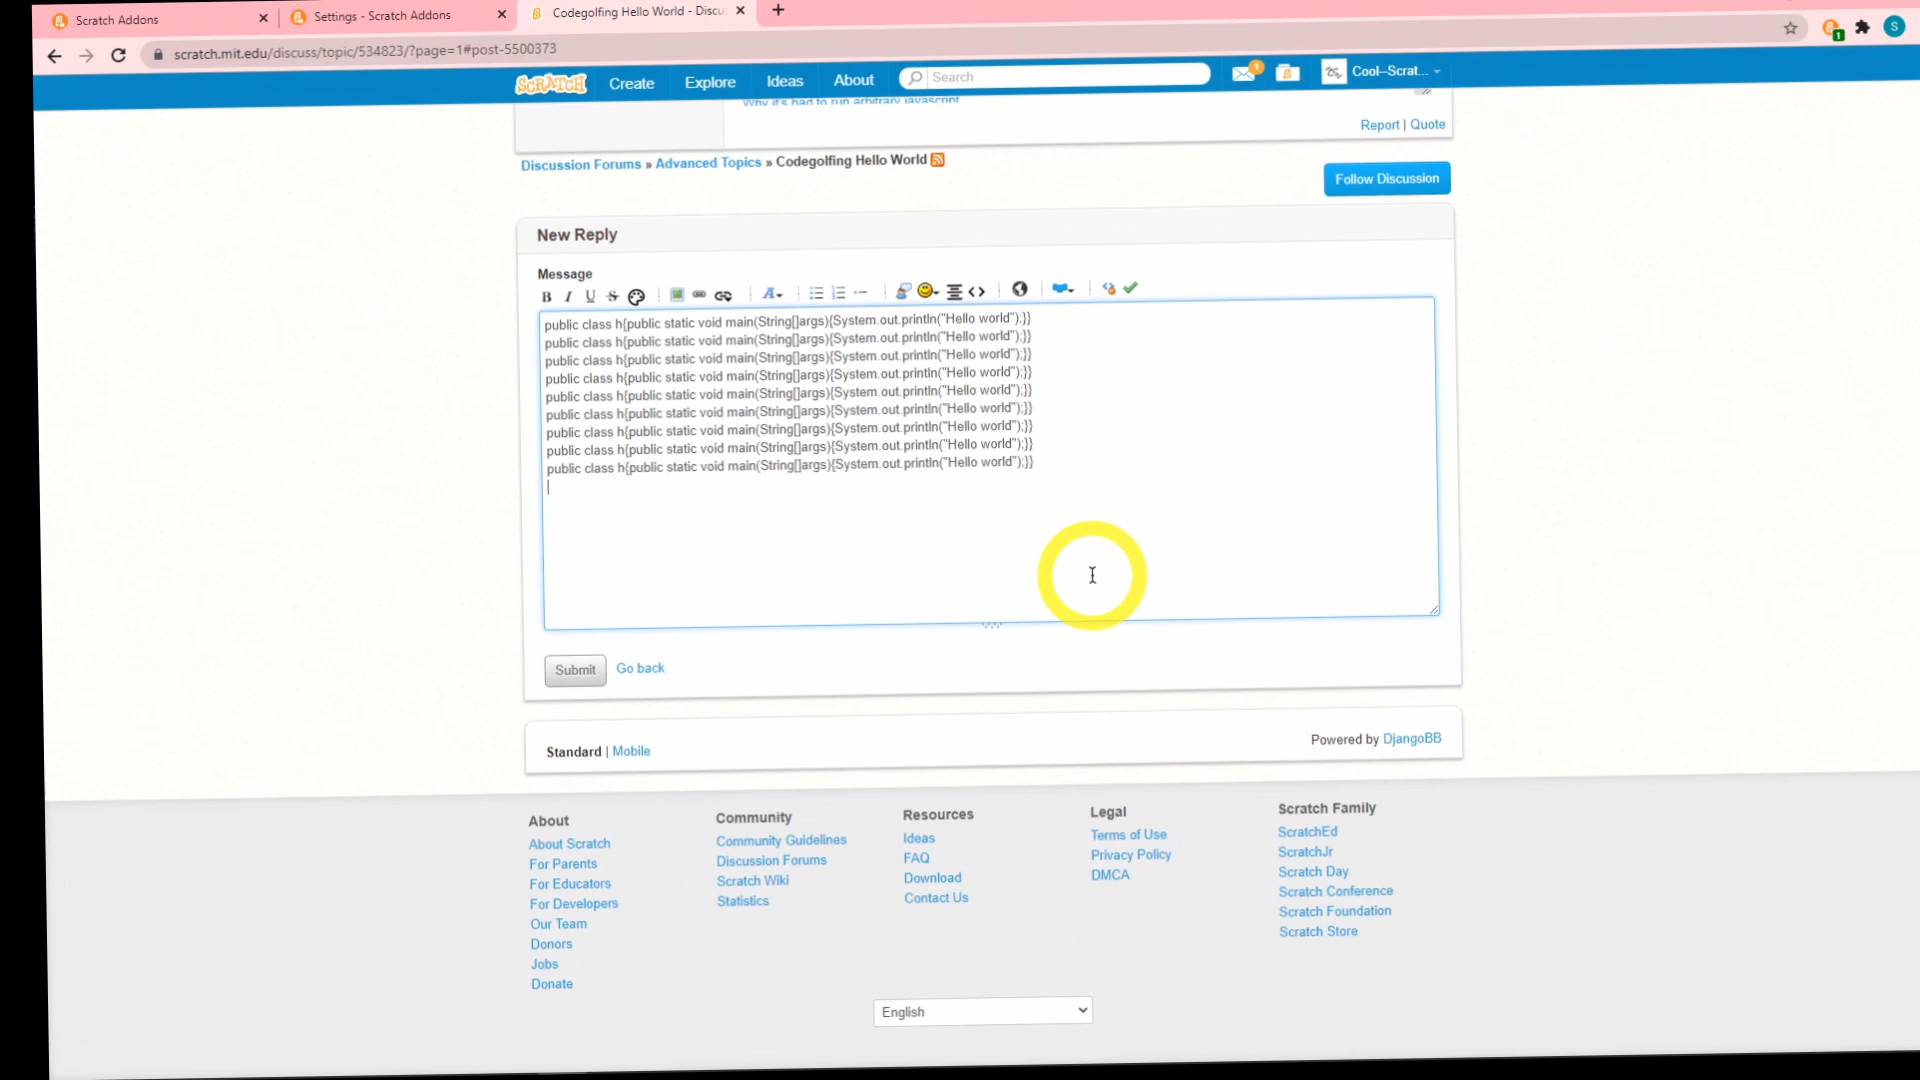 Scratch Addons
Settings - Scratch Addons
Codegolfing Hello World - Discu
scratch.mit.edu/discuss/topic/534823/?page=1#post-5500373
1
S
SCRATCH
Create
Explore
Ideas
About
Search
1
Cool--Scrat...
Why it's bad to run arbitrary javascript
Report | Quote
Discussion Forums » Advanced Topics » Codegolfing Hello World
Follow Discussion
New Reply
Message
B I U S
public class h{public static void main(String[]args){System.out.println("Hello world");}}
public class h{public static void main(String[]args){System.out.println("Hello world");}}
public class h{public static void main(String[]args){System.out.println("Hello world");}}
public class h{public static void main(String[]args){System.out.println("Hello world");}}
public class h{public static void main(String[]args){System.out.println("Hello world");}}
public class h{public static void main(String[]args){System.out.println("Hello world");}}
public class h{public static void main(String[]args){System.out.println("Hello world");}}
public class h{public static void main(String[]args){System.out.println("Hello world");}}
public class h{public static void main(String[]args){System.out.println("Hello world");}}
Submit
Go back
Standard | Mobile
Powered by DjangoBB
About
About Scratch
For Parents
For Educators
For Developers
Our Team
Donors
Jobs
Donate
Community
Community Guidelines
Discussion Forums
Scratch Wiki
Statistics
Resources
Ideas
FAQ
Download
Contact Us
Legal
Terms of Use
Privacy Policy
DMCA
Scratch Family
ScratchEd
ScratchJr
Scratch Day
Scratch Conference
Scratch Foundation
Scratch Store
English